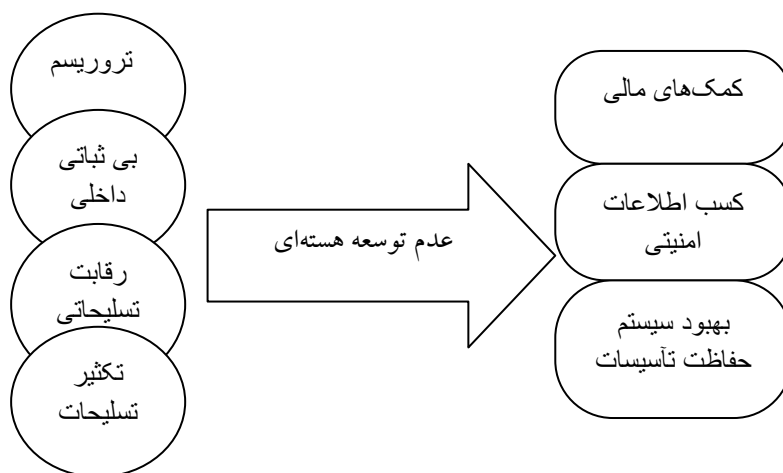 تروریسم
بی ثباتی
داخلی
رقابت
تسلیحاتی
تکثیر
تسلیحات
عدم توسعه هسته‌ای
کمک‌های مالی
کسب اطلاعات
امنیتی
بهبود سیستم
حفاظت تآسیسات